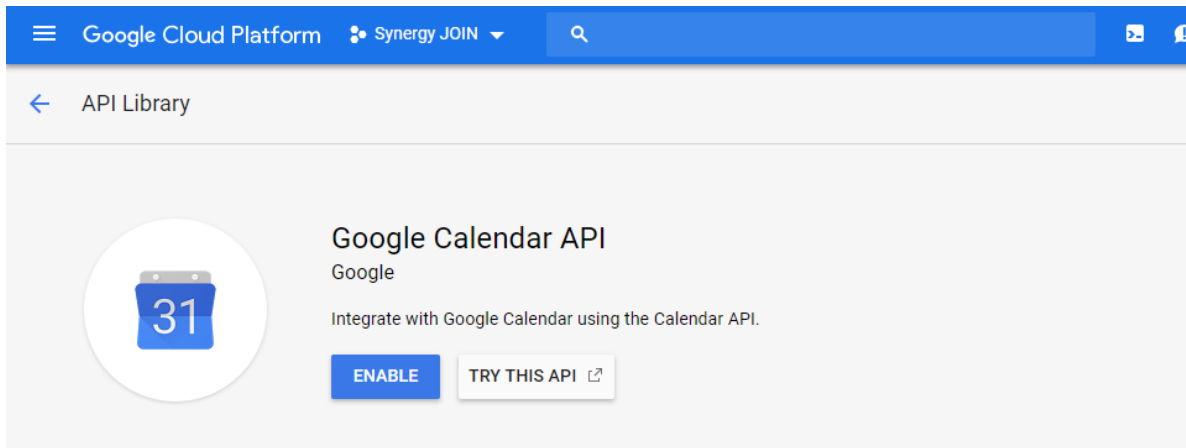 Google Cloud Platform Synergy JOIN
API Library
31
Google Calendar API
Google
Integrate with Google Calendar using the Calendar API.
ENABLE TRY THIS API